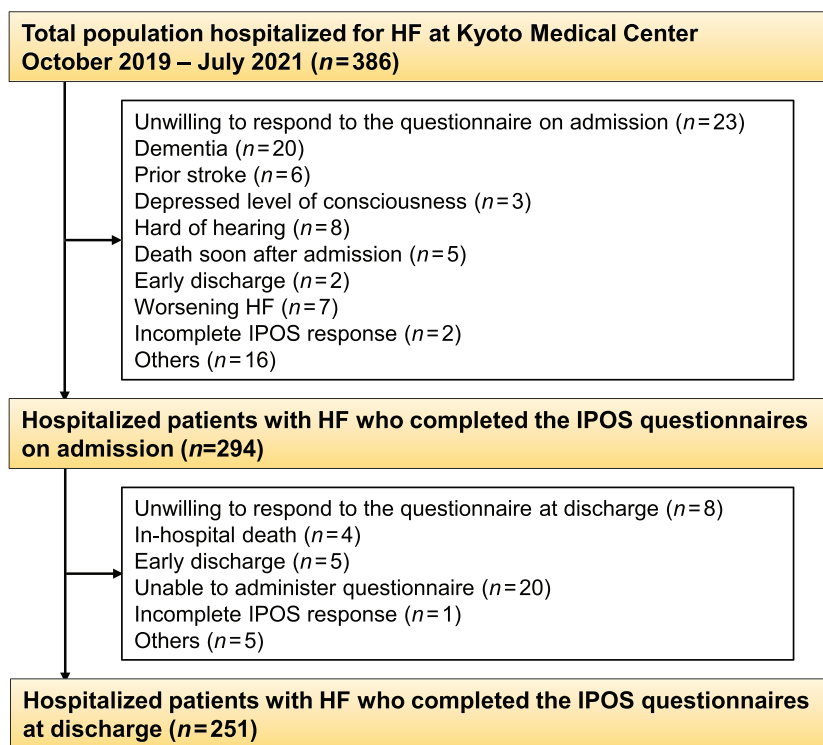 Total population hospitalized for HF at Kyoto Medical Center
October 2019 – July 2021 (n=386)
Unwilling to respond to the questionnaire on admission (n=23)
Dementia (n=20)
Prior stroke (n=6)
Depressed level of consciousness (n=3)
Hard of hearing (n=8)
Death soon after admission (n=5)
Early discharge (n=2)
Worsening HF (n=7)
Incomplete IPOS response (n=2)
Others (n=16)
Hospitalized patients with HF who completed the IPOS questionnaires
on admission (n=294)
Unwilling to respond to the questionnaire at discharge (n=8)
In-hospital death (n=4)
Early discharge (n=5)
Unable to administer questionnaire (n=20)
Incomplete IPOS response (n=1)
Others (n=5)
Hospitalized patients with HF who completed the IPOS questionnaires
at discharge (n=251)